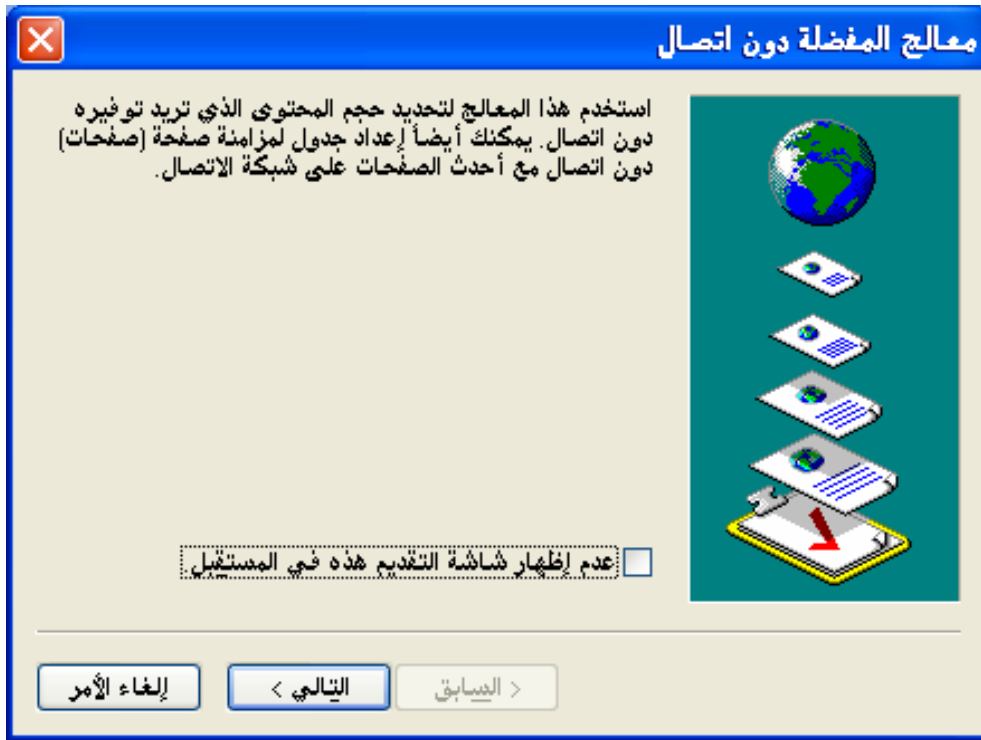 معالج المفضلة دون اتصال
استخدم هذا المعالج لتحديد حجم المحتوى الذي تريد توفيره
دون اتصال. يمكنك أيضاً إعداد جدول لمزامنة صفحة (صفحات)
دون اتصال مع أحدث الصفحات على شبكة الاتصال.
عدم إظهار شاشة التقديم هذه في المستقبل.
< السابق
التالي >
إلغاء الأمر